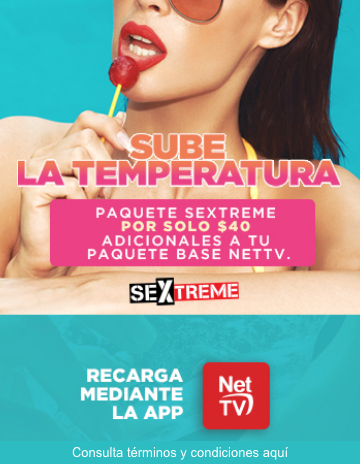 SUBE
LA TEMPERATURA
PAQUETE SEXTREME
POR SOLO $40
ADICIONALES A TU
PAQUETE BASE NETTV.
SEXTREME
RECARGA
MEDIANTE
LA APP
Net
TV
Consulta términos y condiciones aquí